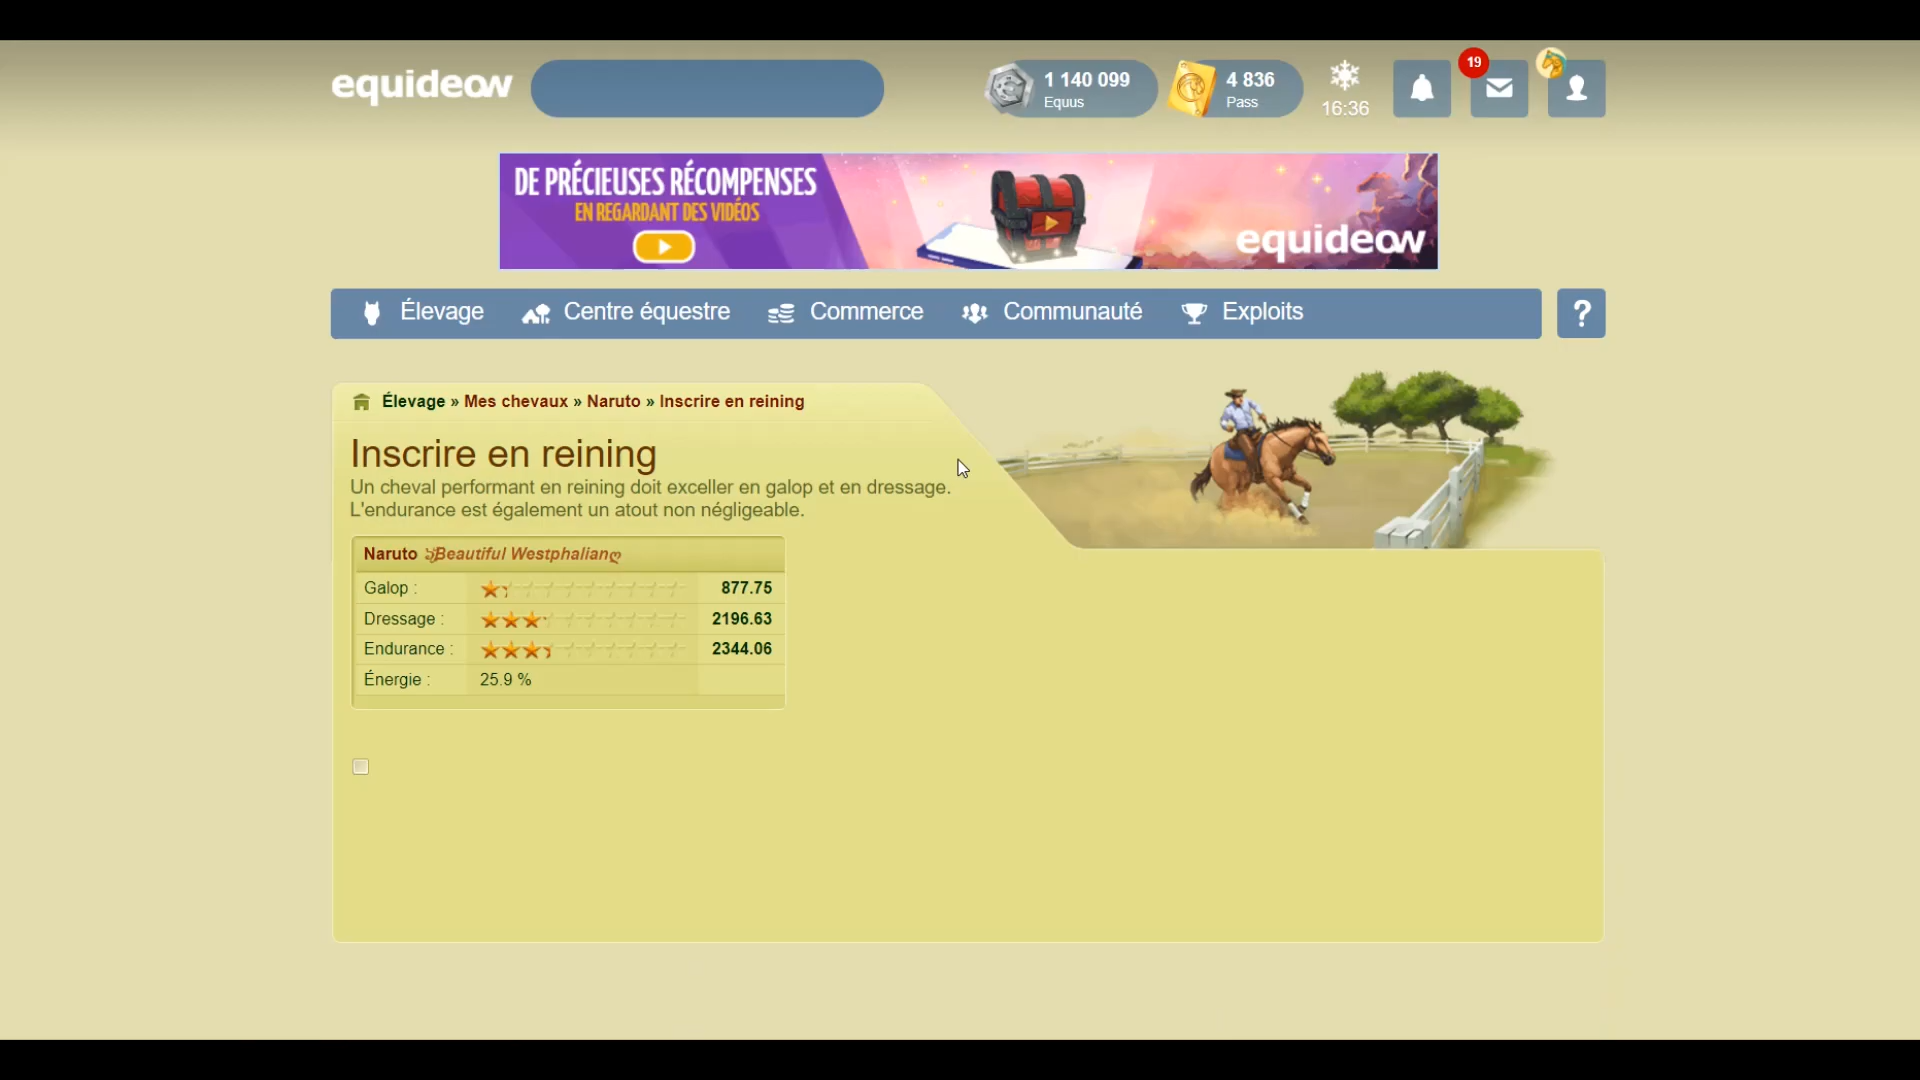 equideow
1 140 099
Equus
4 836
Pass
16:36
19
DE PRÉCIEUSES RÉCOMPENSES
EN REGARDANT DES VIDÉOS
equideow
Élevage
Centre équestre
Commerce
Communauté
Exploits
?
Élevage » Mes chevaux » Naruto » Inscrire en reining
Inscrire en reining
Un cheval performant en reining doit exceller en galop et en dressage.
L'endurance est également un atout non négligeable.
Naruto Beautiful Westphalianღ
Galop : 877.75
Dressage : 2196.63
Endurance : 2344.06
Énergie : 25.9 %